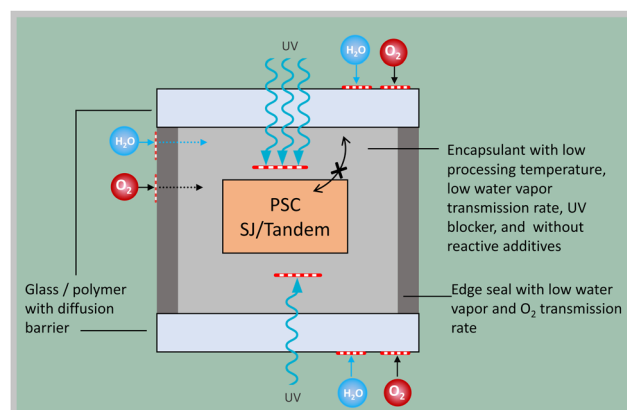 UV
H₂O
O₂
H₂O
O₂
PSC
SJ/Tandem
Encapsulant with low
processing temperature,
low water vapor
transmission rate, UV
blocker, and without
reactive additives
Glass / polymer
with diffusion
barrier
Edge seal with low water
vapor and O₂ transmission
rate
UV
H₂O
O₂